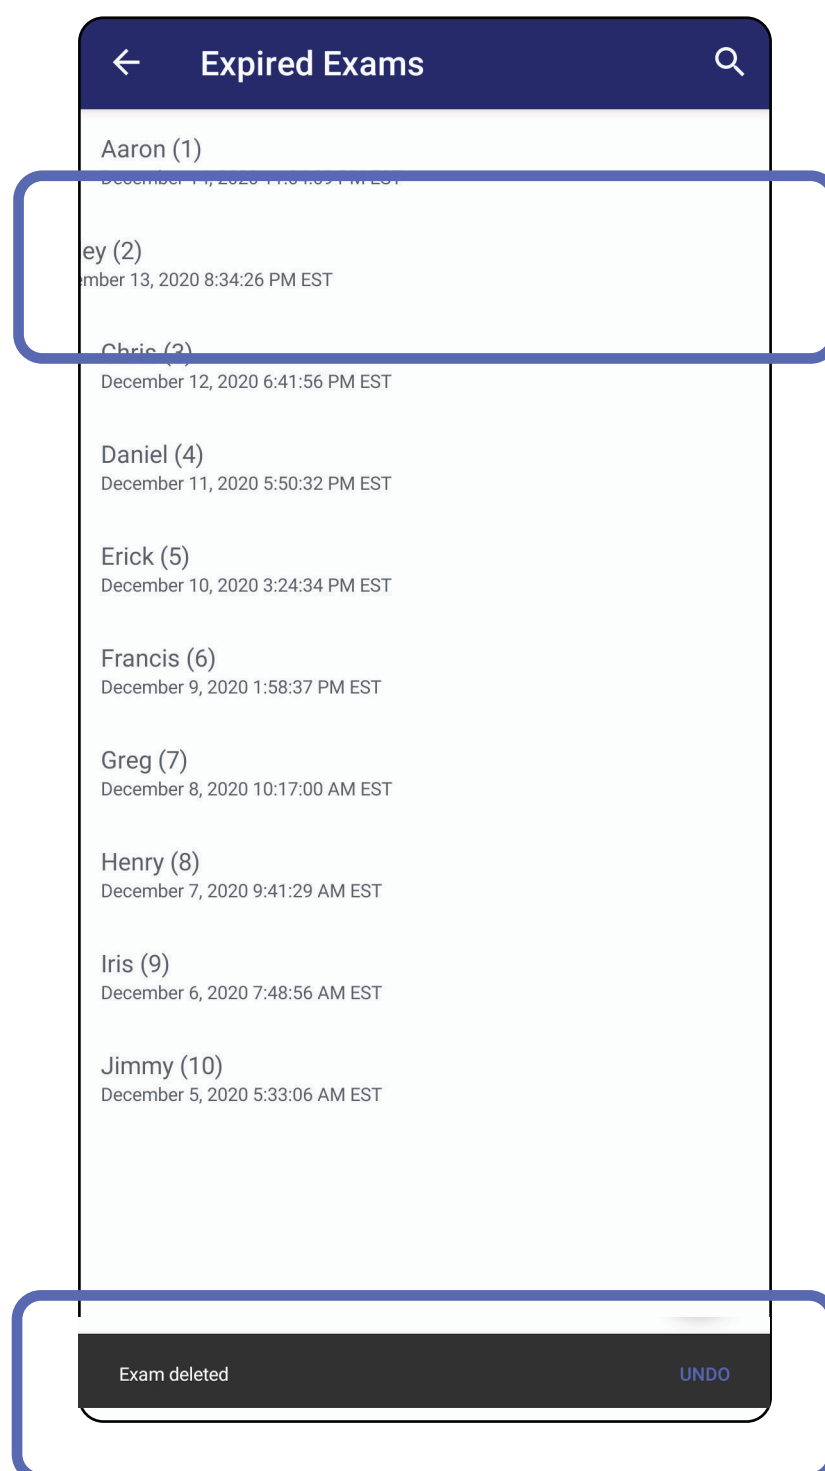 Expired Exams
Aaron (1)
December 14, 2020
ey (2)
mber 13, 2020 8:34:26 PM EST
Chris (3)
December 12, 2020 6:41:56 PM EST
Daniel (4)
December 11, 2020 5:50:32 PM EST
Erick (5)
December 10, 2020 3:24:34 PM EST
Francis (6)
December 9, 2020 1:58:37 PM EST
Greg (7)
December 8, 2020 10:17:00 AM EST
Henry (8)
December 7, 2020 9:41:29 AM EST
Iris (9)
December 6, 2020 7:48:56 AM EST
Jimmy (10)
December 5, 2020 5:33:06 AM EST
Exam deleted UNDO